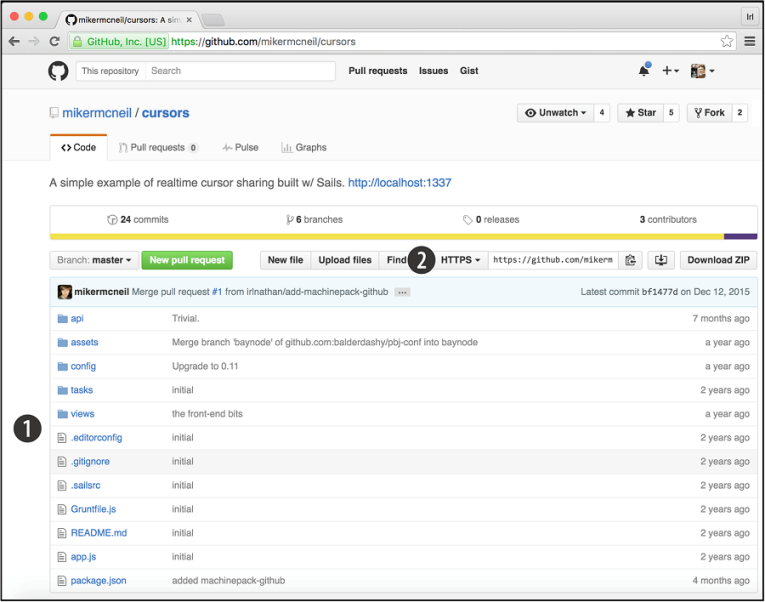 mikermcneil/cursors: A sim
Irl
GitHub, Inc. [US] https://github.com/mikermcneil/cursors
This repository Search Pull requests Issues Gist
mikermcneil / cursors Unwatch 4 Star 5 Fork 2
Code Pull requests 0 Pulse Graphs
A simple example of realtime cursor sharing built w/ Sails. http://localhost:1337
24 commits 6 branches 0 releases 3 contributors
Branch: master New pull request New file Upload files Find 2 HTTPS https://github.com/mikerm Download ZIP
mikermcneil Merge pull request #1 from irlnathan/add-machinepack-github ... Latest commit bf1477d on Dec 12, 2015
api Trivial. 7 months ago
assets Merge branch 'baynode' of github.com:balderdashy/pbj-conf into baynode a year ago
config Upgrade to 0.11 a year ago
tasks initial 2 years ago
views the front-end bits a year ago
1
.editorconfig initial 2 years ago
.gitignore initial 2 years ago
.sailsrc initial 2 years ago
Gruntfile.js initial 2 years ago
README.md initial 2 years ago
app.js initial 2 years ago
package.json added machinepack-github 4 months ago